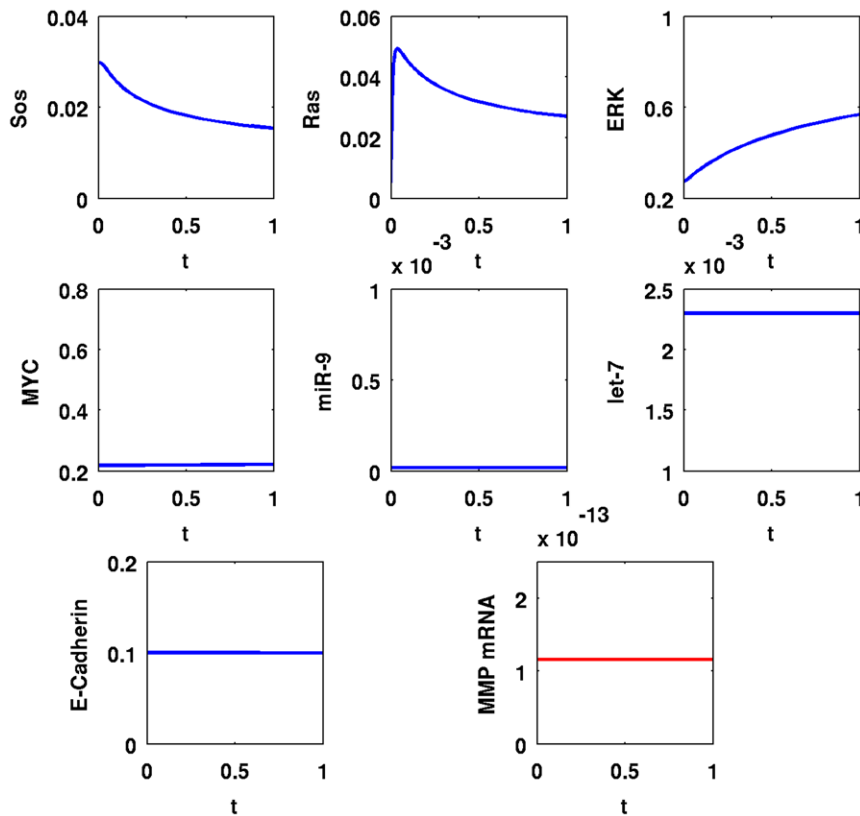 0.04
0.02
0
Sos
0 0.5 1
t
0.06
0.04
0.02
0
Ras
0 0.5 1
t
1
0.6
0.2
ERK
0 0.5 1
t
0.8
0.6
0.4
0.2
MYC
0 0.5 1
t
x 10 -3
1
0.5
0
miR-9
0 0.5 1
t
x 10 -3
2.5
2
1.5
1
let-7
0 0.5 1
t
0.2
0.1
0
E-Cadherin
0 0.5 1
t
x 10 -13
2
1
0
MMP mRNA
0 0.5 1
t